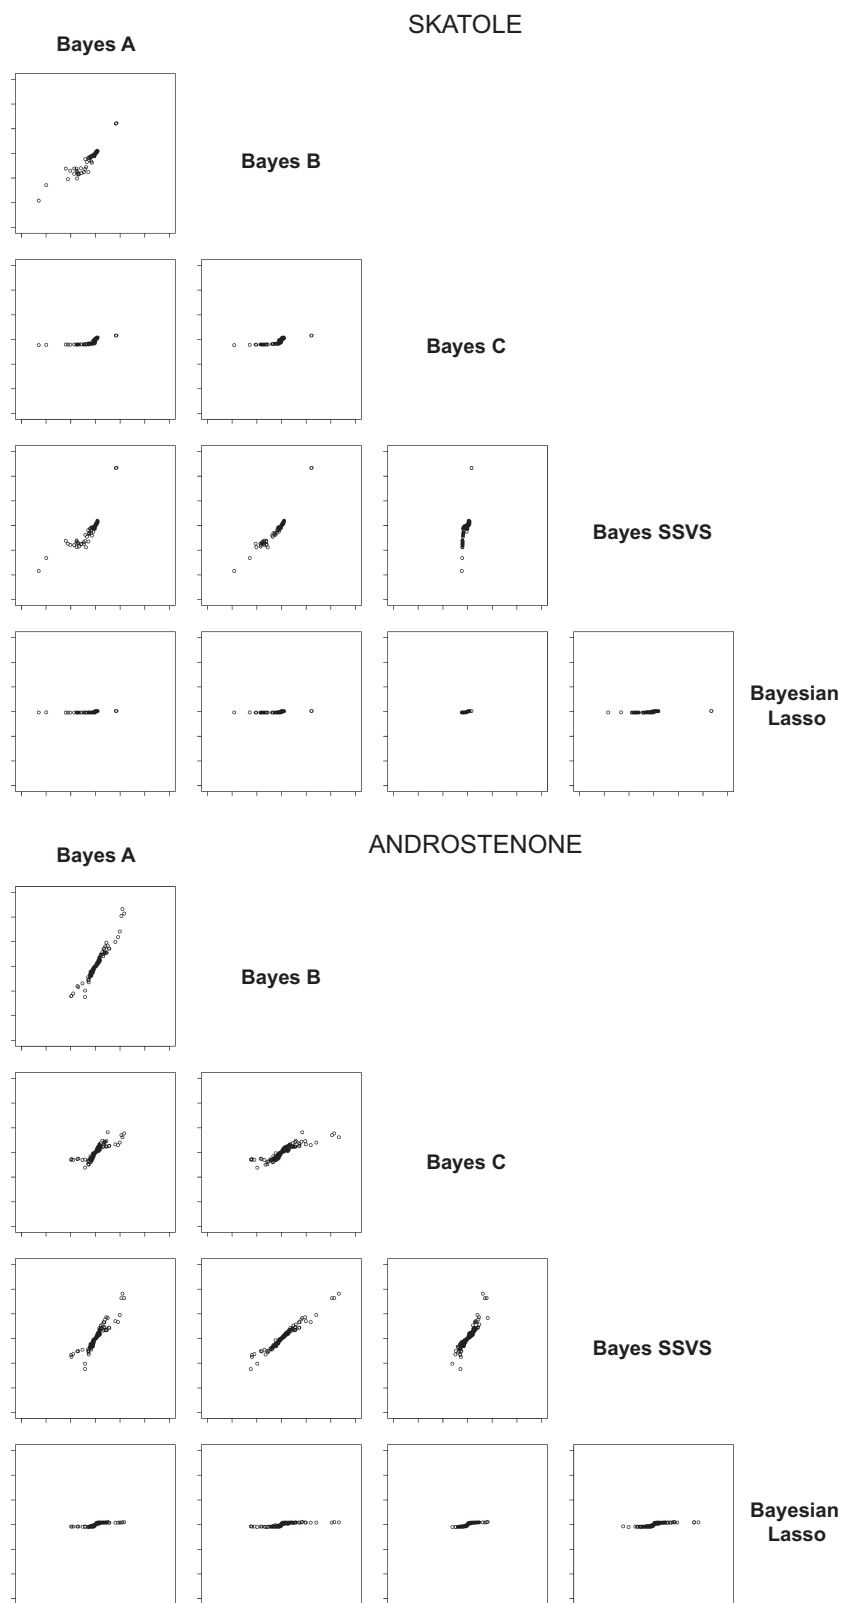 SKATOLE
Bayes A
Bayes B
Bayes C
Bayes SSVS
Bayesian
Lasso
ANDROSTENONE
Bayes A
Bayes B
Bayes C
Bayes SSVS
Bayesian
Lasso